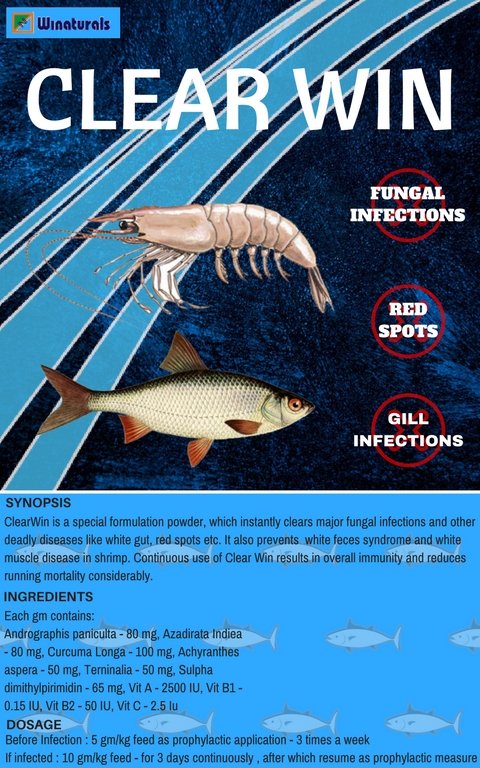 Winaturals
CLEAR WIN
FUNGAL
INFECTIONS
RED
SPOTS
GILL
INFECTIONS
SYNOPSIS
ClearWin is a special formulation powder, which instantly clears major fungal infections and other
deadly diseases like white gut, red spots etc. It also prevents white feces syndrome and white
muscle disease in shrimp. Continuous use of Clear Win results in overall immunity and reduces
running mortality considerably.
INGREDIENTS
Each gm contains:
Andrographis paniculta - 80 mg, Azadirata Indiea
- 80 mg, Curcuma Longa - 100 mg, Achyranthes
aspera - 50 mg, Terninalia - 50 mg, Sulpha
dimithylpirimidin - 65 mg, Vit A - 2500 IU, Vit B1 -
0.15 IU, Vit B2 - 50 IU, Vit C - 2.5 Iu
DOSAGE
Before Infection : 5 gm/kg feed as prophylactic application - 3 times a week
If infected : 10 gm/kg feed - for 3 days continuously , after which resume as prophylactic measure